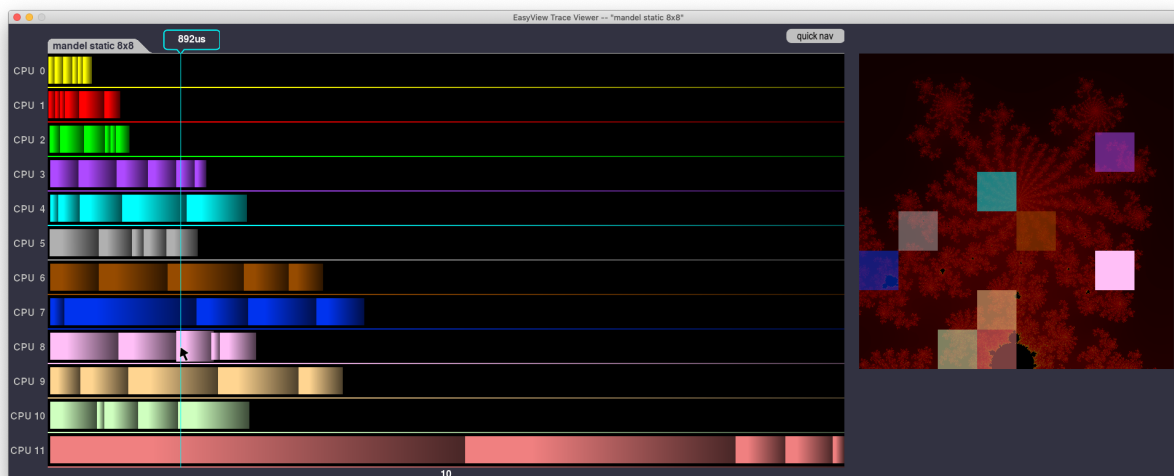 EasyView Trace Viewer -- "mandel static 8x8"
892us
quick nav
mandel static 8x8
CPU 0
CPU 1
CPU 2
CPU 3
CPU 4
CPU 5
CPU 6
CPU 7
CPU 8
CPU 9
CPU 10
CPU 11
10